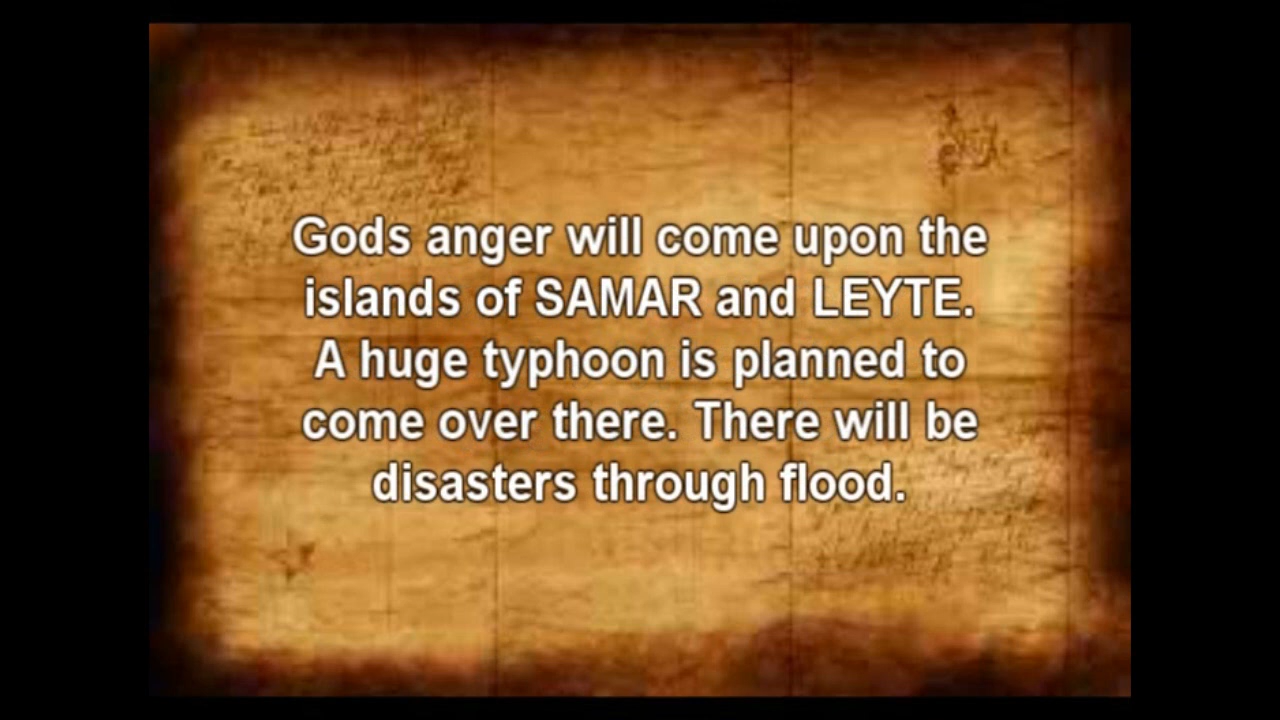 Gods anger will come upon the
islands of SAMAR and LEYTE.
A huge typhoon is planned to
come over there. There will be
disasters through flood.